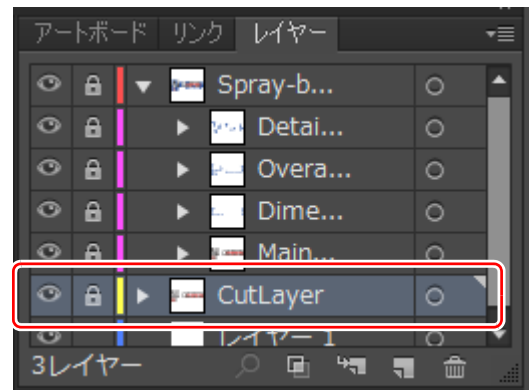 アートボード リンク レイヤー
Spray-b...
Detai...
Overa...
Dime...
Main...
CutLayer
レイヤー 1
3レイヤー